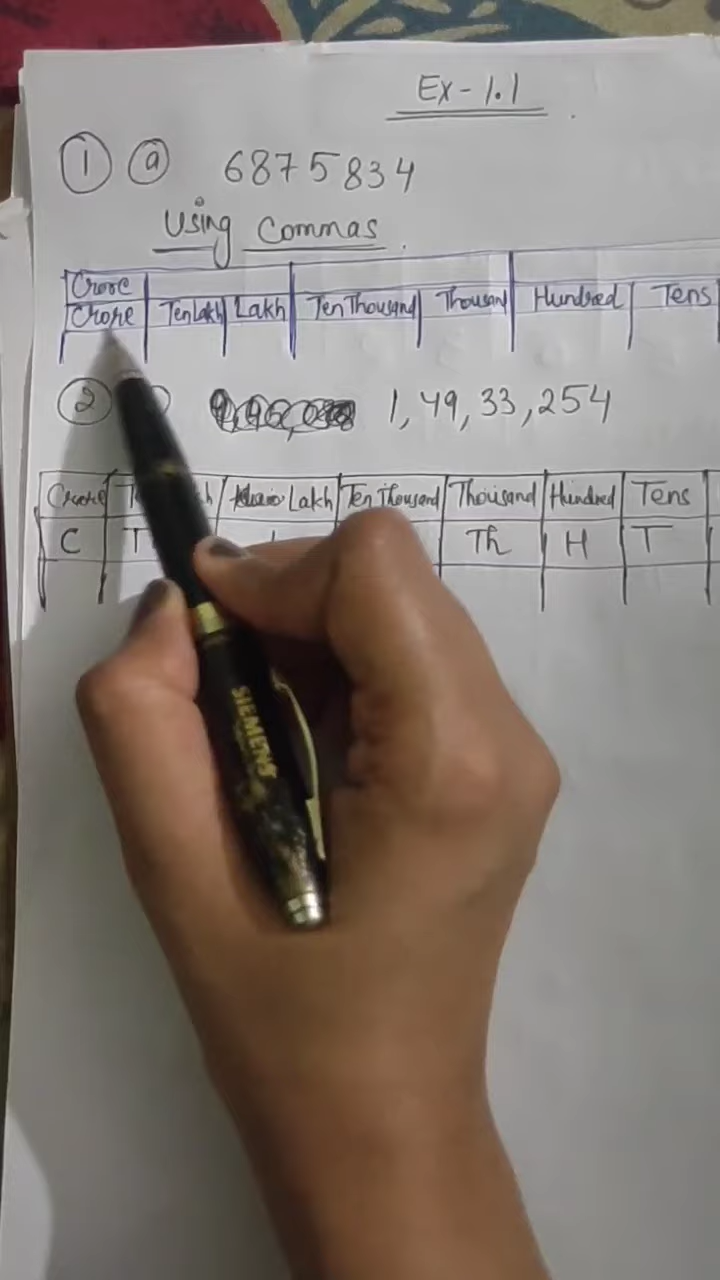 Ex - 1.1
1 a 6875834
Using Commas.
Crore
Crore Ten Lakh Lakh Ten Thousand Thousand Hundred Tens
2 1,49,33,254
Crore Lakh Ten Thousand Thousand Hundred Tens
C T Th H T
SIEMENS